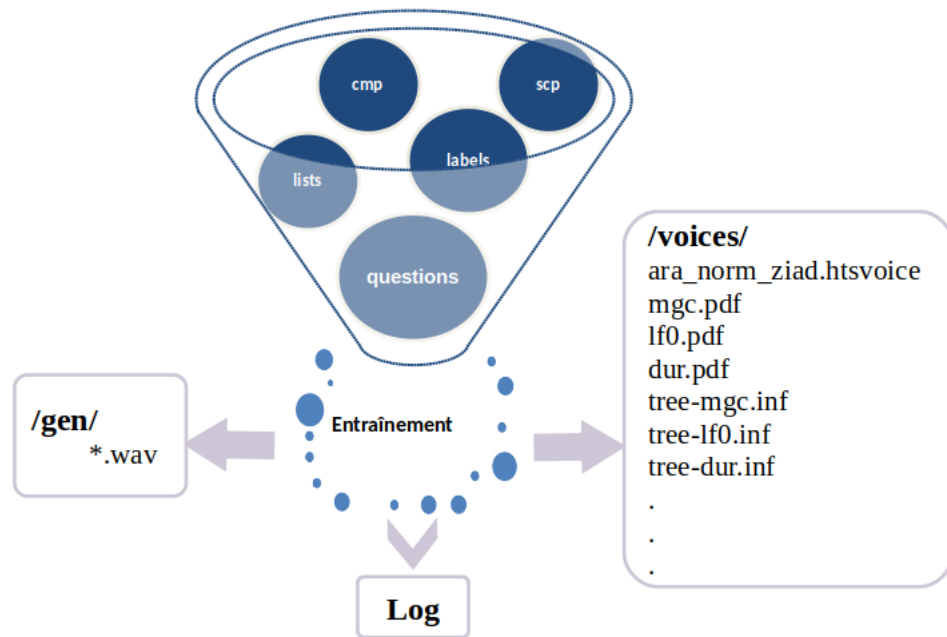 cmp
scp
labels
lists
questions
/voices/
ara_norm_ziad.htsvoice
mgc.pdf
lf0.pdf
dur.pdf
tree-mgc.inf
tree-lf0.inf
tree-dur.inf
.
.
.
/gen/
*.wav
Entraînement
Log